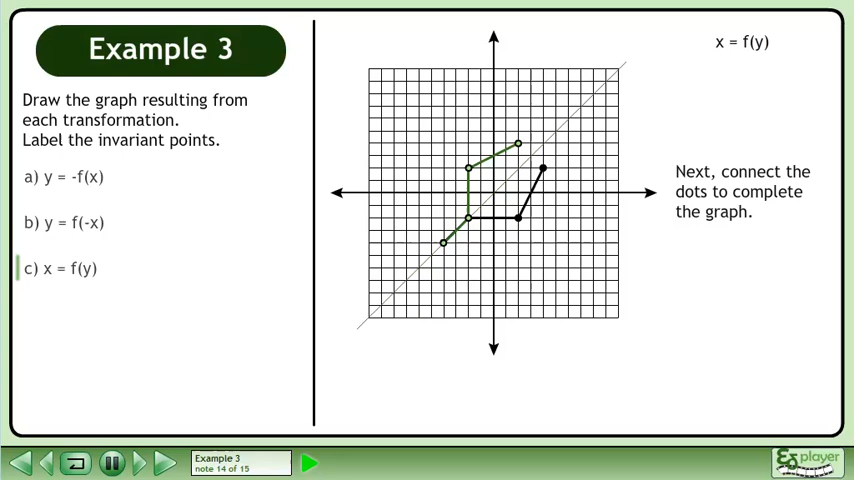 Example 3
Draw the graph resulting from
each transformation.
Label the invariant points.
a) y = -f(x)
b) y = f(-x)
c) x = f(y)
x = f(y)
Next, connect the
dots to complete
the graph.
Example 3
note 14 of 15
player